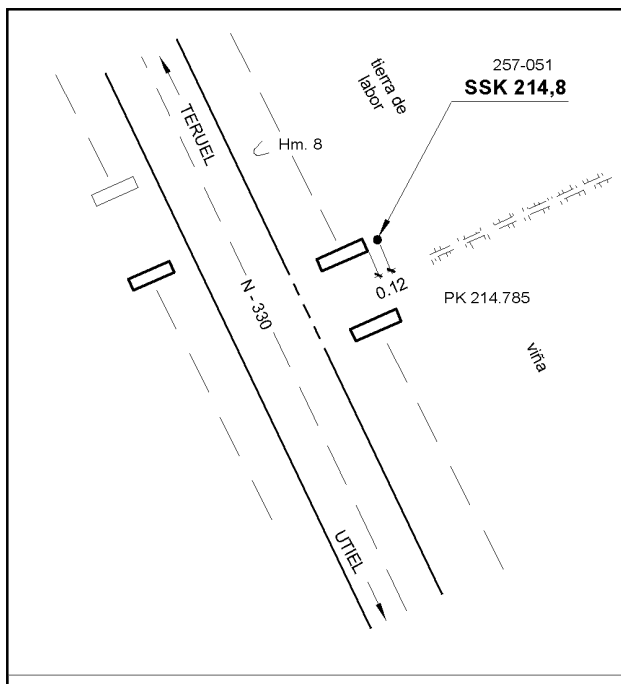 257-051
SSK 214,8
tierra de
labor
TERUEL
Hm. 8
N - 330
0.12
PK 214.785
viña
UTIEL